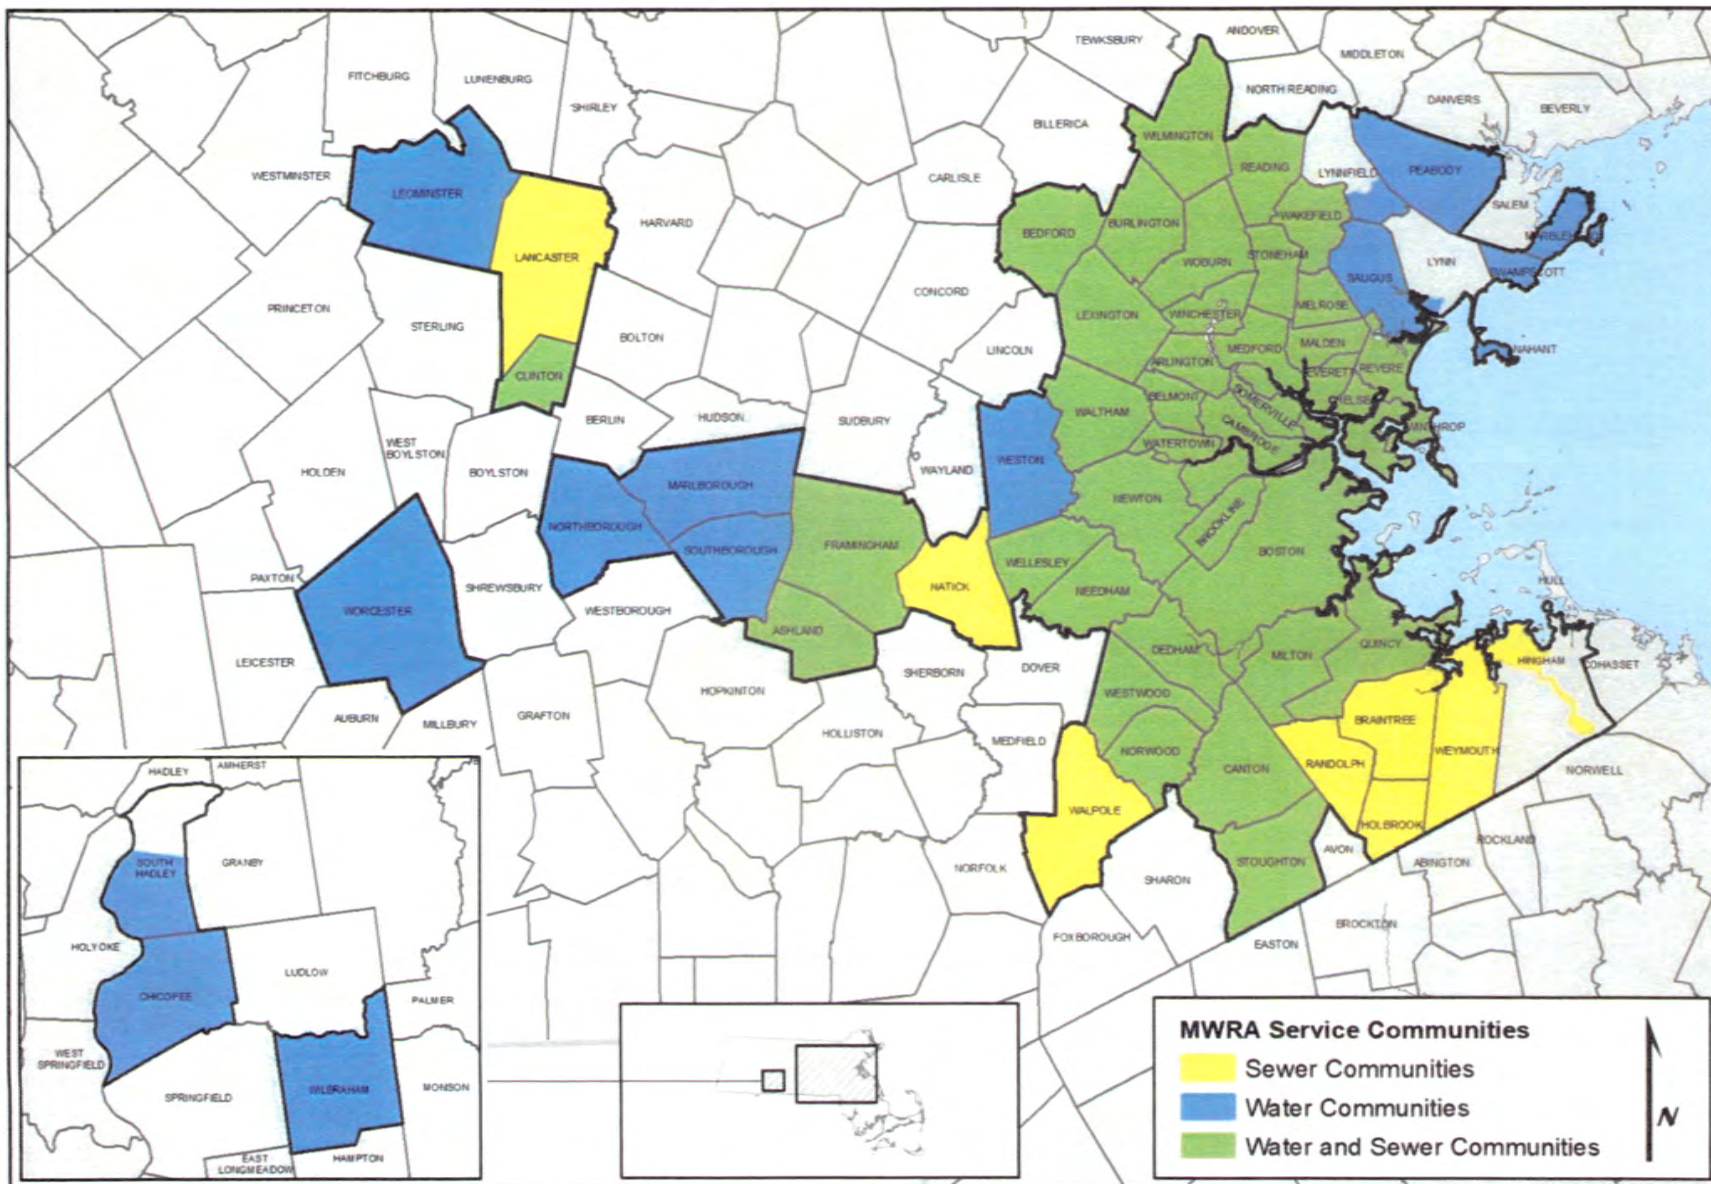 ANDOVER
TEWKSBURY
MIDDLETON
FITCHBURG
LUNENBURG
SHIRLEY
NORTH READING
DANVERS
BEVERLY
BILLERICA
WILMINGTON
READING
LYNNFIELD
PEABODY
WESTMINSTER
LEOMINSTER
CARLISLE
SALEM
HARVARD
BEDFORD
BURLINGTON
WAKEFIELD
LANCASTER
WOBURN
STONEHAM
SAUGUS
LYNN
SWAMPSCOTT
CONCORD
PRINCETON
STERLING
BOLTON
LEXINGTON
WINCHESTER
MELROSE
LINCOLN
MEDFORD
MALDEN
NAHANT
ARLINGTON
EVERETT
REVERE
CLINTON
BELMONT
SOMERVILLE
WALTHAM
CAMBRIDGE
BERLIN
HUDSON
SUDBURY
WATERTOWN
WEST
BOYLSTON
HOLDEN
BOYLSTON
WAYLAND
WESTON
MARLBOROUGH
NEWTON
NORTHBOROUGH
BROOKLINE
FRAMINGHAM
SOUTHBOROUGH
BOSTON
WELLESLEY
PAXTON
SHREWSBURY
NATICK
NEEDHAM
HULL
WORCESTER
WESTBOROUGH
ASHLAND
QUINCY
DEDHAM
MILTON
LEICESTER
SHERBORN
DOVER
HINGHAM
COHASSET
HOPKINTON
WESTWOOD
AUBURN
MILLBURY
GRAFTON
HOLLISTON
MEDFIELD
NORWOOD
BRAINTREE
WEYMOUTH
CANTON
RANDOLPH
NORWELL
WALPOLE
HOLBROOK
ROCKLAND
AVON
ABINGTON
STOUGHTON
NORFOLK
SHARON
BROCKTON
FOXBOROUGH
EASTON
HADLEY
AMHERST
SOUTH
HADLEY
GRANBY
HOLYOKE
LUDLOW
CHICOPEE
PALMER
WEST
SPRINGFIELD
SPRINGFIELD
WILBRAHAM
MONSON
EAST
LONGMEADOW
HAMPTON
MWRA Service Communities
Sewer Communities
Water Communities
Water and Sewer Communities
N